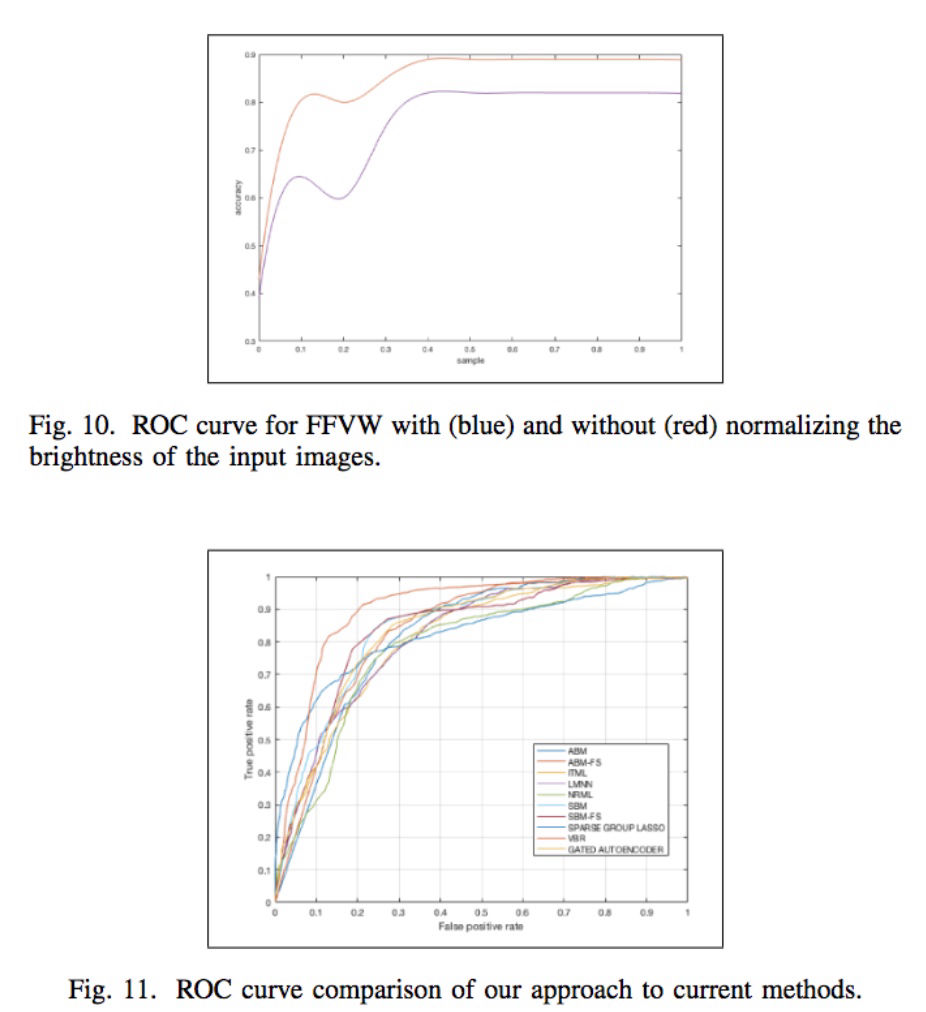 0.9
0.8
0.7
0.6
0.5
0.4
0.3
accuracy
0 0.1 0.2 0.3 0.4 0.5 0.6 0.7 0.8 0.9 1
sample
Fig. 10. ROC curve for FFVW with (blue) and without (red) normalizing the
brightness of the input images.
1
0.9
0.8
0.7
0.6
0.5
0.4
0.3
0.2
0.1
0
True positive rate
ABM
ABM-FS
ITML
LMNN
NRML
SBM
SBM-FS
SPARSE GROUP LASSO
VBR
GATED AUTOENCODER
0 0.1 0.2 0.3 0.4 0.5 0.6 0.7 0.8 0.9 1
False positive rate
Fig. 11. ROC curve comparison of our approach to current methods.